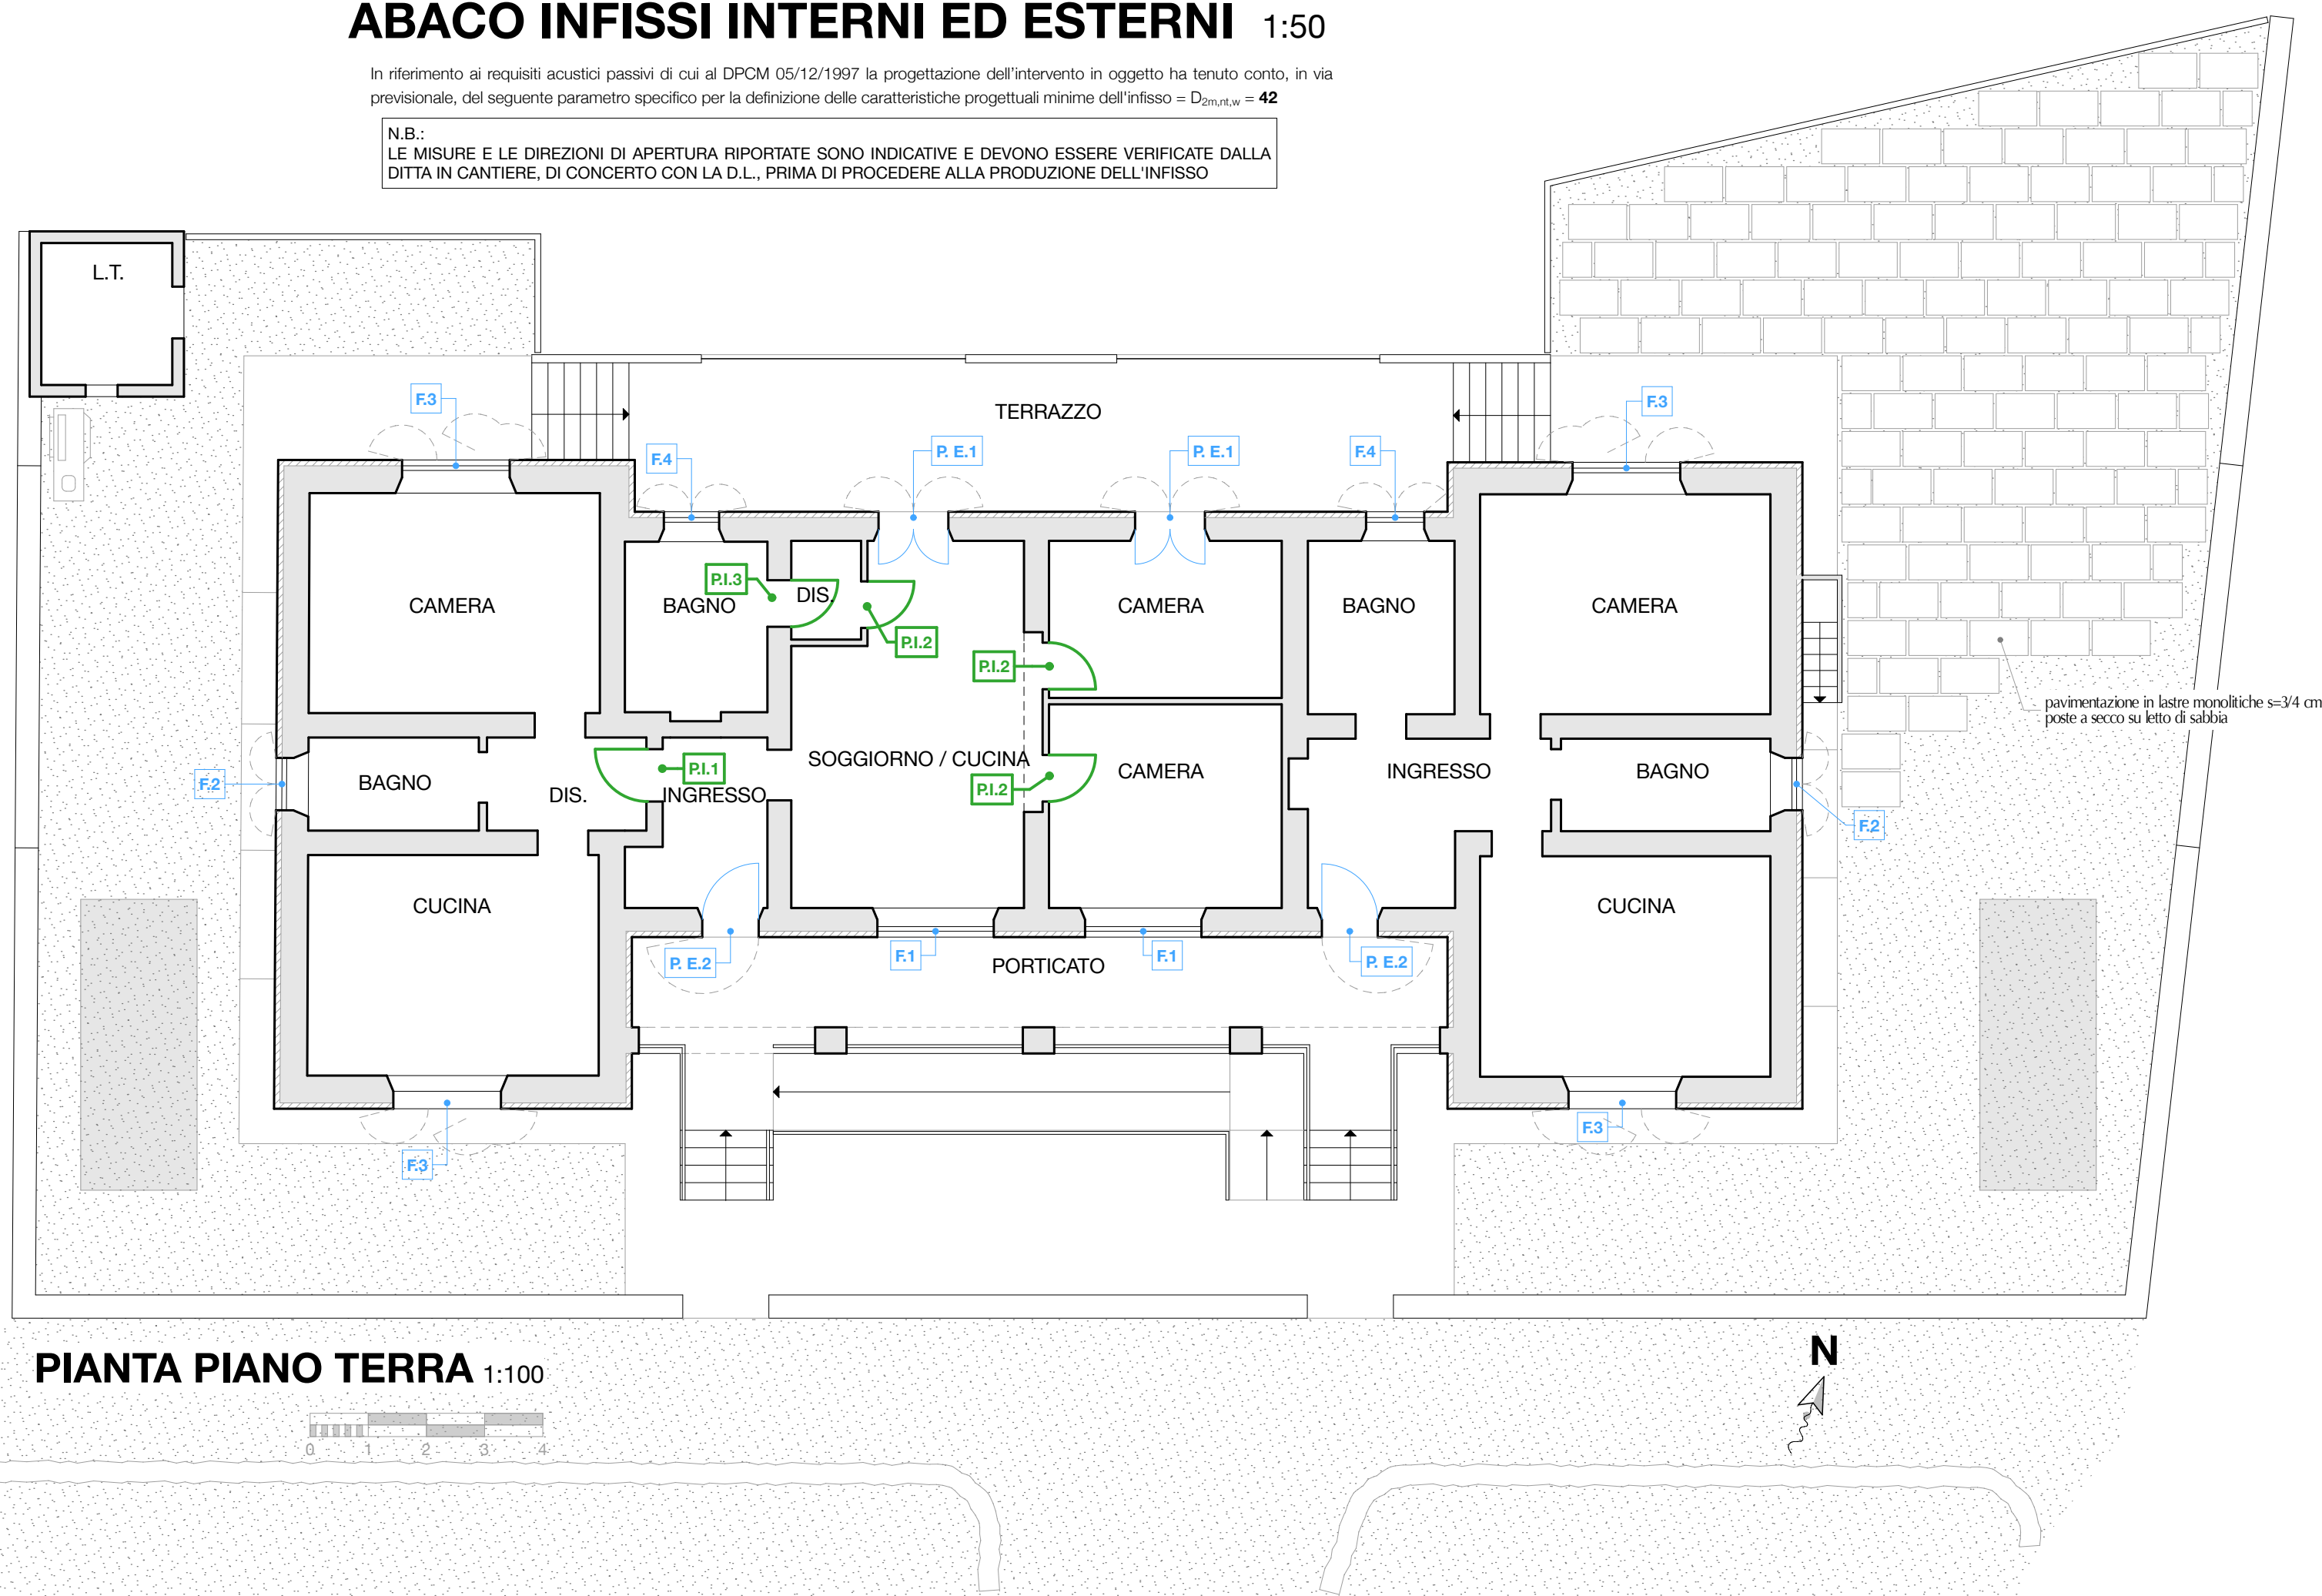 ABACO INFISSI INTERNI ED ESTERNI 1:50
In riferimento ai requisiti acustici passivi di cui al DPCM 05/12/1997 la progettazione dell'intervento in oggetto ha tenuto conto, in via
previsionale, del seguente parametro specifico per la definizione delle caratteristiche progettuali minime dell'infisso = D2m,nt,w = 42
N.B.:
LE MISURE E LE DIREZIONI DI APERTURA RIPORTATE SONO INDICATIVE E DEVONO ESSERE VERIFICATE DALLA
DITTA IN CANTIERE, DI CONCERTO CON LA D.L., PRIMA DI PROCEDERE ALLA PRODUZIONE DELL'INFISSO
L.T.
F.3
F.3
TERRAZZO
F.4
P. E.1
P. E.1
F.4
P.I.3
DIS.
CAMERA
BAGNO
CAMERA
BAGNO
CAMERA
P.I.2
P.I.2
pavimentazione in lastre monolitiche s=3/4 cm
poste a secco su letto di sabbia
SOGGIORNO / CUCINA
P.I.1
F.2
BAGNO
DIS.
INGRESSO
P.I.2
CAMERA
INGRESSO
BAGNO
F.2
CUCINA
CUCINA
P. E.2
F.1
PORTICATO
F.1
P. E.2
F.3
F.3
PIANTA PIANO TERRA 1:100
N
0 1 2 3 4